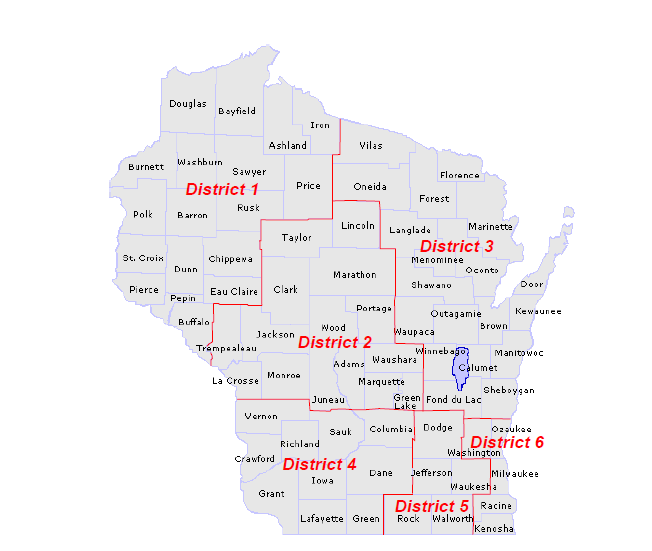 Douglas
Bayfield
Iron
Ashland
Vilas
Burnett
Washburn
Sawyer
Florence
Price
Oneida
District 1
Forest
Polk
Barron
Rusk
Lincoln
Langlade
Marinette
Taylor
District 3
St. Croix
Dunn
Chippewa
Menominee
Marathon
Oconto
Pierce
Eau Claire
Clark
Shawano
Door
Pepin
Portage
Outagamie
Kewaunee
Buffalo
Jackson
Wood
Waupaca
Brown
Trempealeau
District 2
Winnebago
Manitowoc
Adams
Waushara
Calumet
La Crosse
Monroe
Marquette
Sheboygan
Juneau
Green
Lake
Fond du Lac
Vernon
Sauk
Columbia
Dodge
Ozaukee
Richland
District 6
Crawford
Washington
District 4
Dane
Jefferson
Milwaukee
Iowa
Waukesha
Grant
District 5
Racine
Lafayette
Green
Rock
Walworth
Kenosha